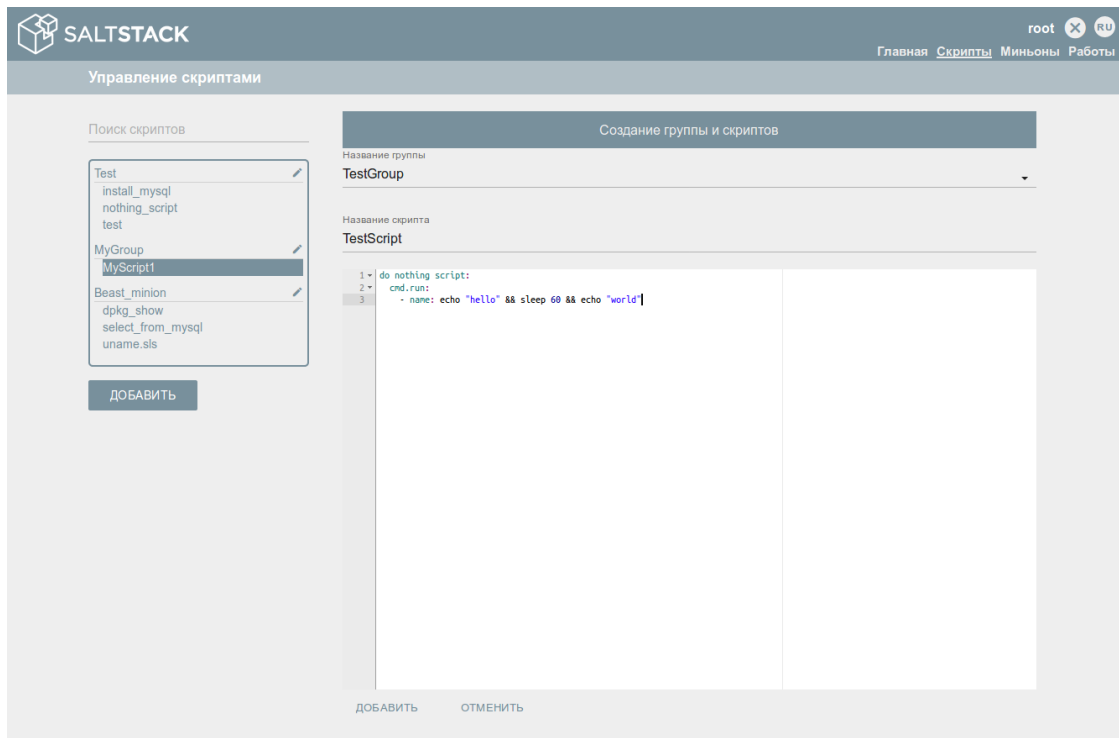 SALTSTACK
root
RU
Главная Скрипты Миньоны Работы
Управление скриптами
Поиск скриптов
Test
install_mysql
nothing_script
test
MyGroup
MyScript1
Beast_minion
dpkg_show
select_from_mysql
uname.sls
ДОБАВИТЬ
Создание группы и скриптов
Название группы
TestGroup
Название скрипта
TestScript
1 do nothing script:
2 cmd.run:
3 - name: echo "hello" && sleep 60 && echo "world"
ДОБАВИТЬ ОТМЕНИТЬ